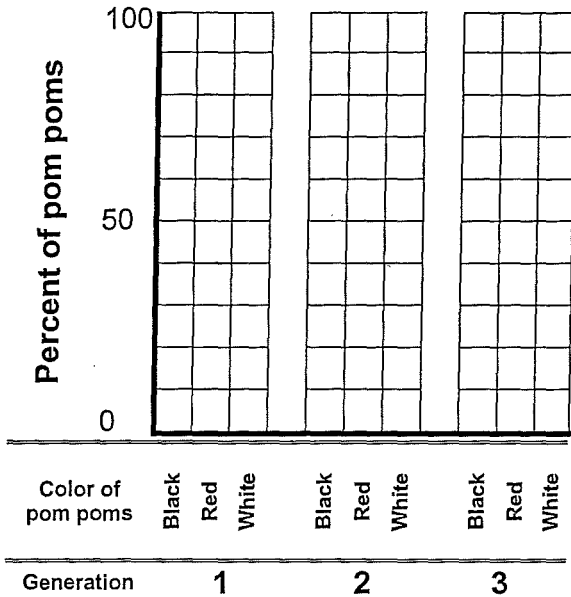 100
Percent of pom poms
50
0
Color of
pom poms
Black Red White Black Red White Black Red White
Generation 1 2 3